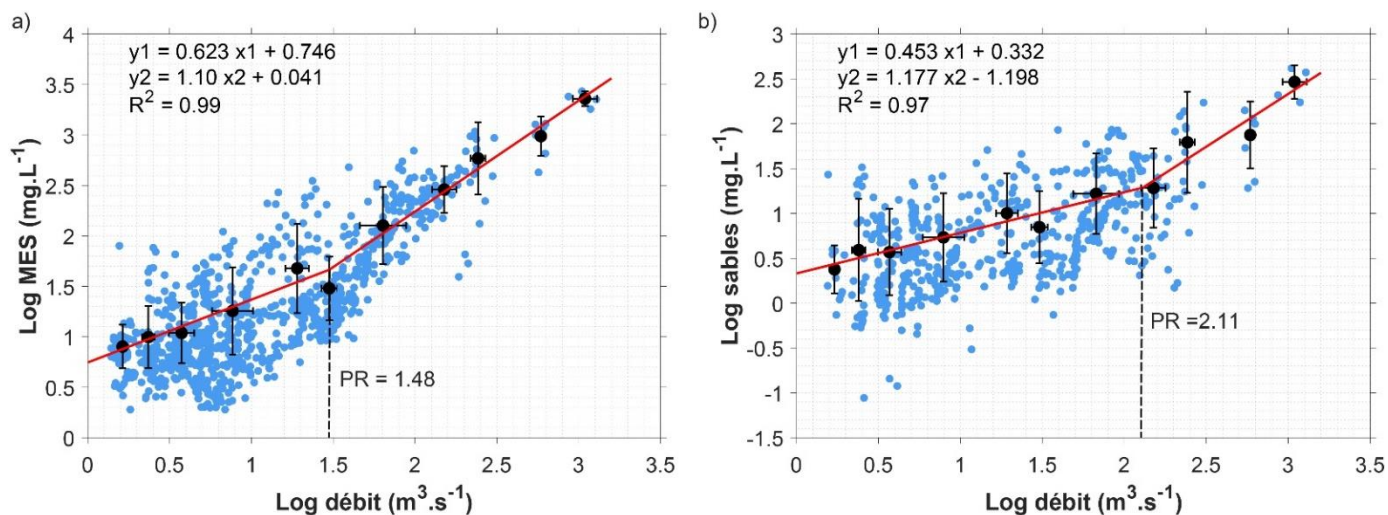 a)
y1 = 0.623 x1 + 0.746
y2 = 1.10 x2 + 0.041
R² = 0.99
4
3.5
3
2.5
2
1.5
1
0.5
0
Log MES (mg.L⁻¹)
PR = 1.48
0 0.5 1 1.5 2 2.5 3 3.5
Log débit (m³.s⁻¹)
b)
y1 = 0.453 x1 + 0.332
y2 = 1.177 x2 - 1.198
R² = 0.97
3
2.5
2
1.5
1
0.5
0
-0.5
-1
-1.5
Log sables (mg.L⁻¹)
PR =2.11
0 0.5 1 1.5 2 2.5 3 3.5
Log débit (m³.s⁻¹)